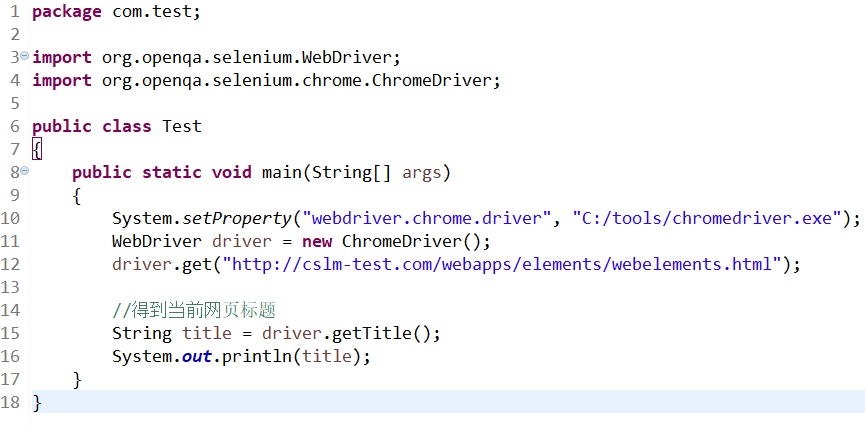 1 package com.test;
2
3 import org.openqa.selenium.WebDriver;
4 import org.openqa.selenium.chrome.ChromeDriver;
5
6 public class Test
7 {
8     public static void main(String[] args)
9     {
10         System.setProperty("webdriver.chrome.driver", "C:/tools/chromedriver.exe");
11         WebDriver driver = new ChromeDriver();
12         driver.get("http://cslm-test.com/webapps/elements/webelements.html");
13
14         //得到当前网页标题
15         String title = driver.getTitle();
16         System.out.println(title);
17     }
18 }